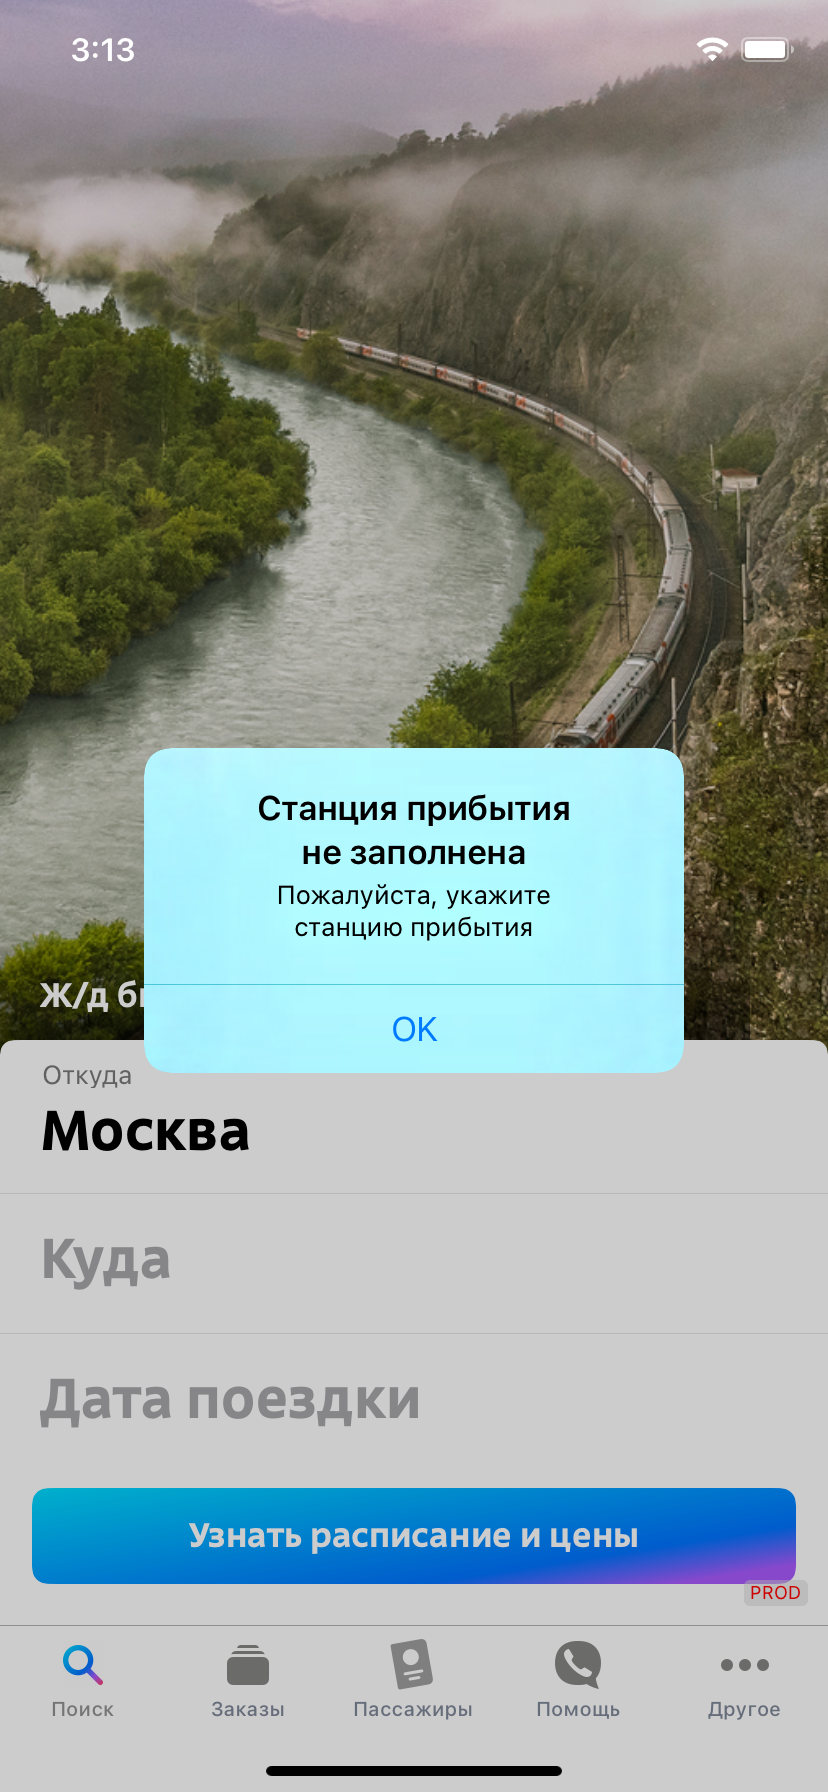 3:13
Станция прибытия
не заполнена
Пожалуйста, укажите
станцию прибытия
Ж/д
OK
Откуда
Москва
Куда
Дата поездки
Узнать расписание и цены
PROD
Поиск
Заказы
Пассажиры
Помощь
Другое